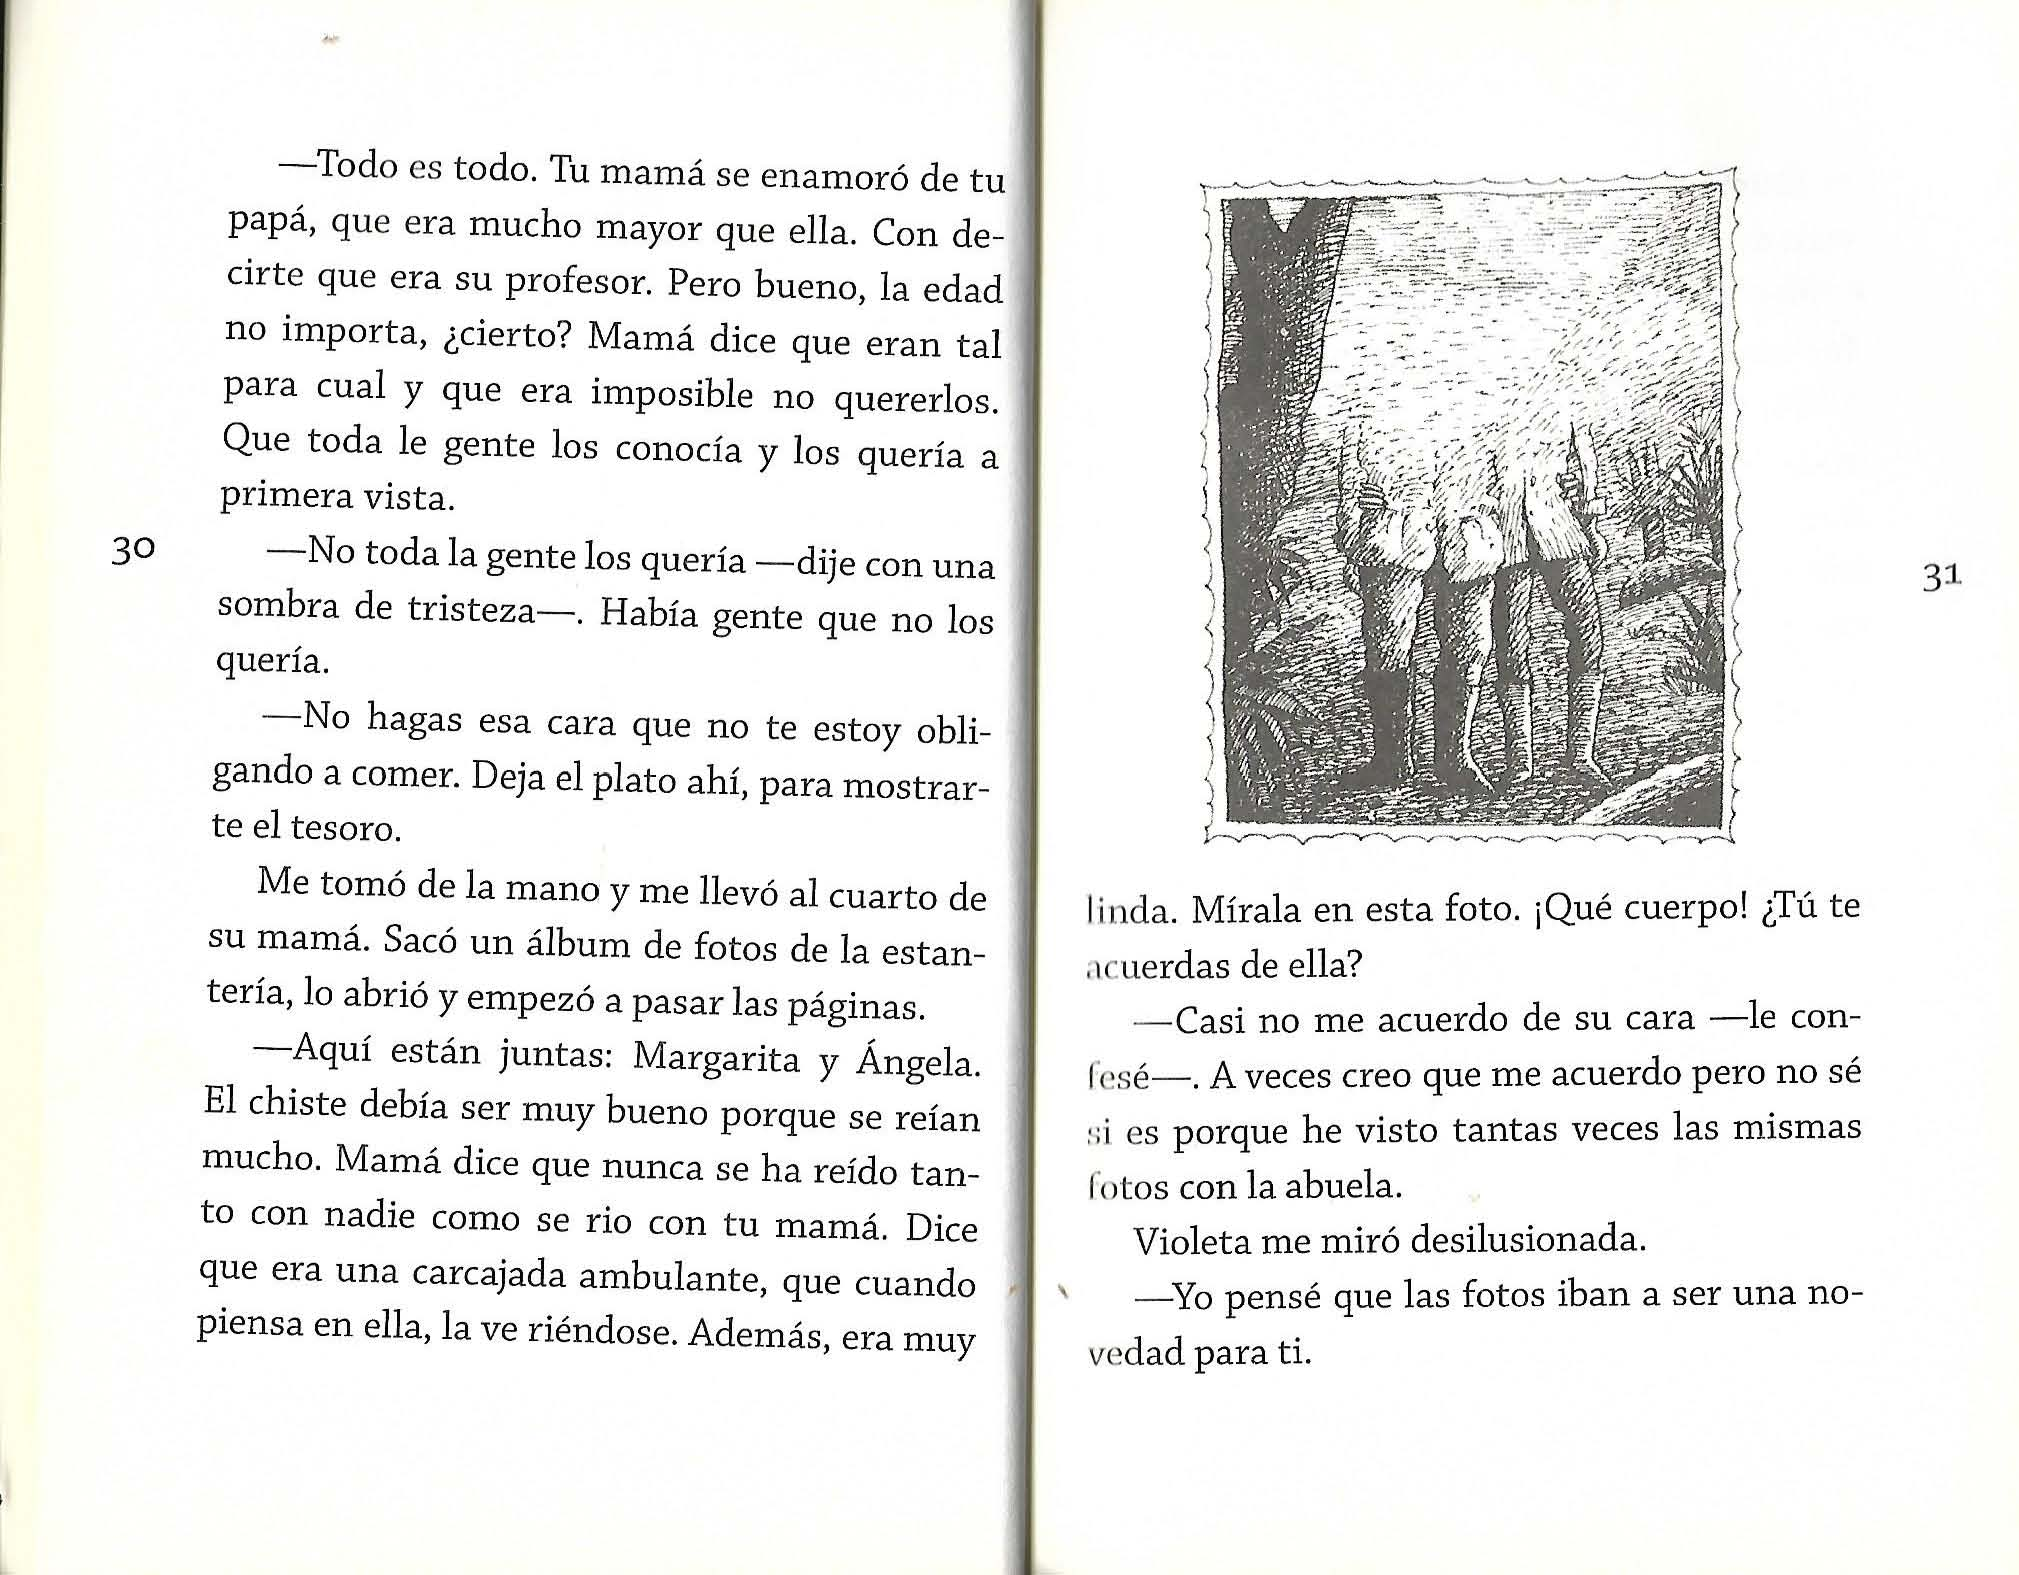 —Todo es todo. Tu mamá se enamoró de tu
papá, que era mucho mayor que ella. Con de-
cirte que era su profesor. Pero bueno, la edad
no importa, ¿cierto? Mamá dice que eran tal
para cual y que era imposible no quererlos.
Que toda le gente los conocía y los quería a
primera vista.
30
—No toda la gente los quería —dije con una
sombra de tristeza—. Había gente que no los
quería.
—No hagas esa cara que no te estoy obli-
gando a comer. Deja el plato ahí, para mostrar-
te el tesoro.
Me tomó de la mano y me llevó al cuarto de
su mamá. Sacó un álbum de fotos de la estan-
tería, lo abrió y empezó a pasar las páginas.
—Aquí están juntas: Margarita y Ángela.
El chiste debía ser muy bueno porque se reían
mucho. Mamá dice que nunca se ha reído tan-
to con nadie como se rio con tu mamá. Dice
que era una carcajada ambulante, que cuando
piensa en ella, la ve riéndose. Además, era muy
31
linda. Mírala en esta foto. ¡Qué cuerpo! ¿Tú te
acuerdas de ella?
—Casi no me acuerdo de su cara —le con-
fesé—. A veces creo que me acuerdo pero no sé
si es porque he visto tantas veces las mismas
fotos con la abuela.
Violeta me miró desilusionada.
—Yo pensé que las fotos iban a ser una no-
vedad para ti.